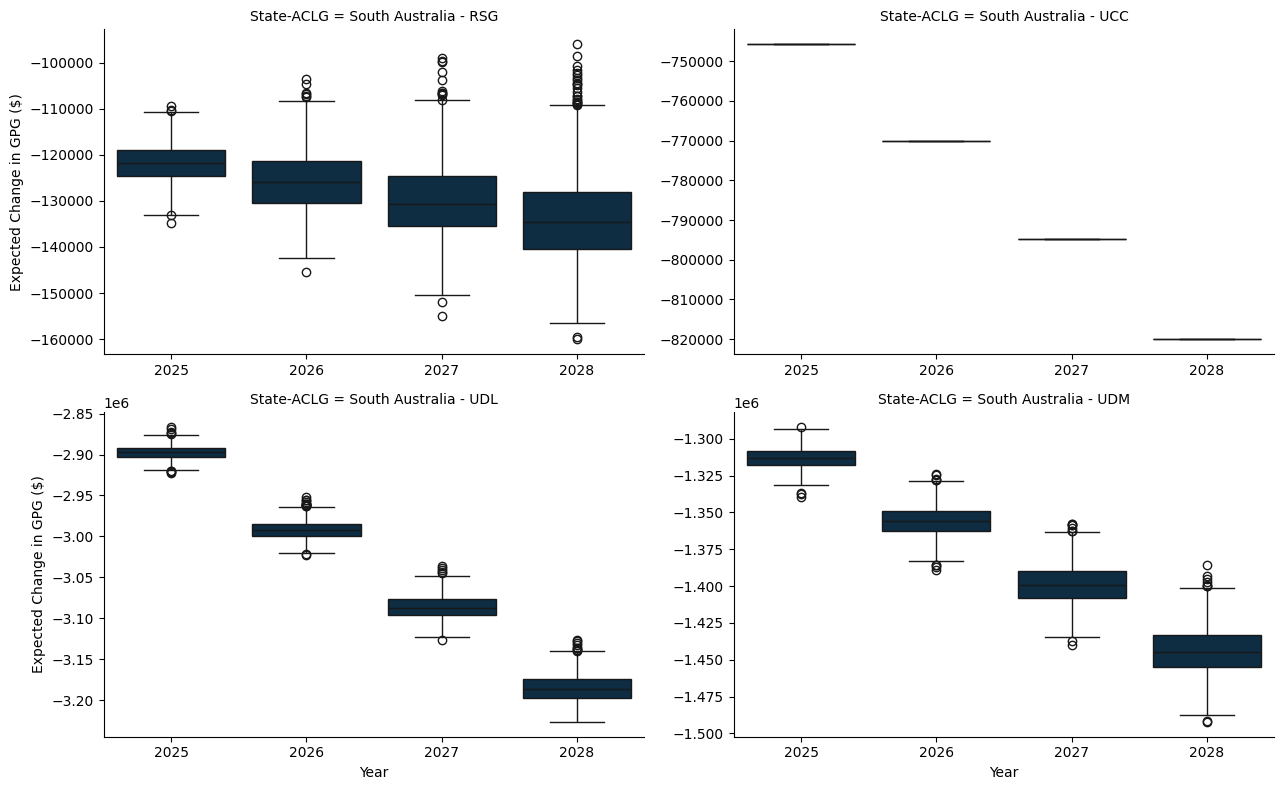 State-ACLG = South Australia - RSG
Expected Change in GPG ($)
−100000
−110000
−120000
−130000
−140000
−150000
−160000
2025 2026 2027 2028
State-ACLG = South Australia - UCC
−750000
−760000
−770000
−780000
−790000
−800000
−810000
−820000
2025 2026 2027 2028
State-ACLG = South Australia - UDL
1e6
Expected Change in GPG ($)
−2.85
−2.90
−2.95
−3.00
−3.05
−3.10
−3.15
−3.20
2025 2026 2027 2028
Year
State-ACLG = South Australia - UDM
1e6
−1.300
−1.325
−1.350
−1.375
−1.400
−1.425
−1.450
−1.475
−1.500
2025 2026 2027 2028
Year